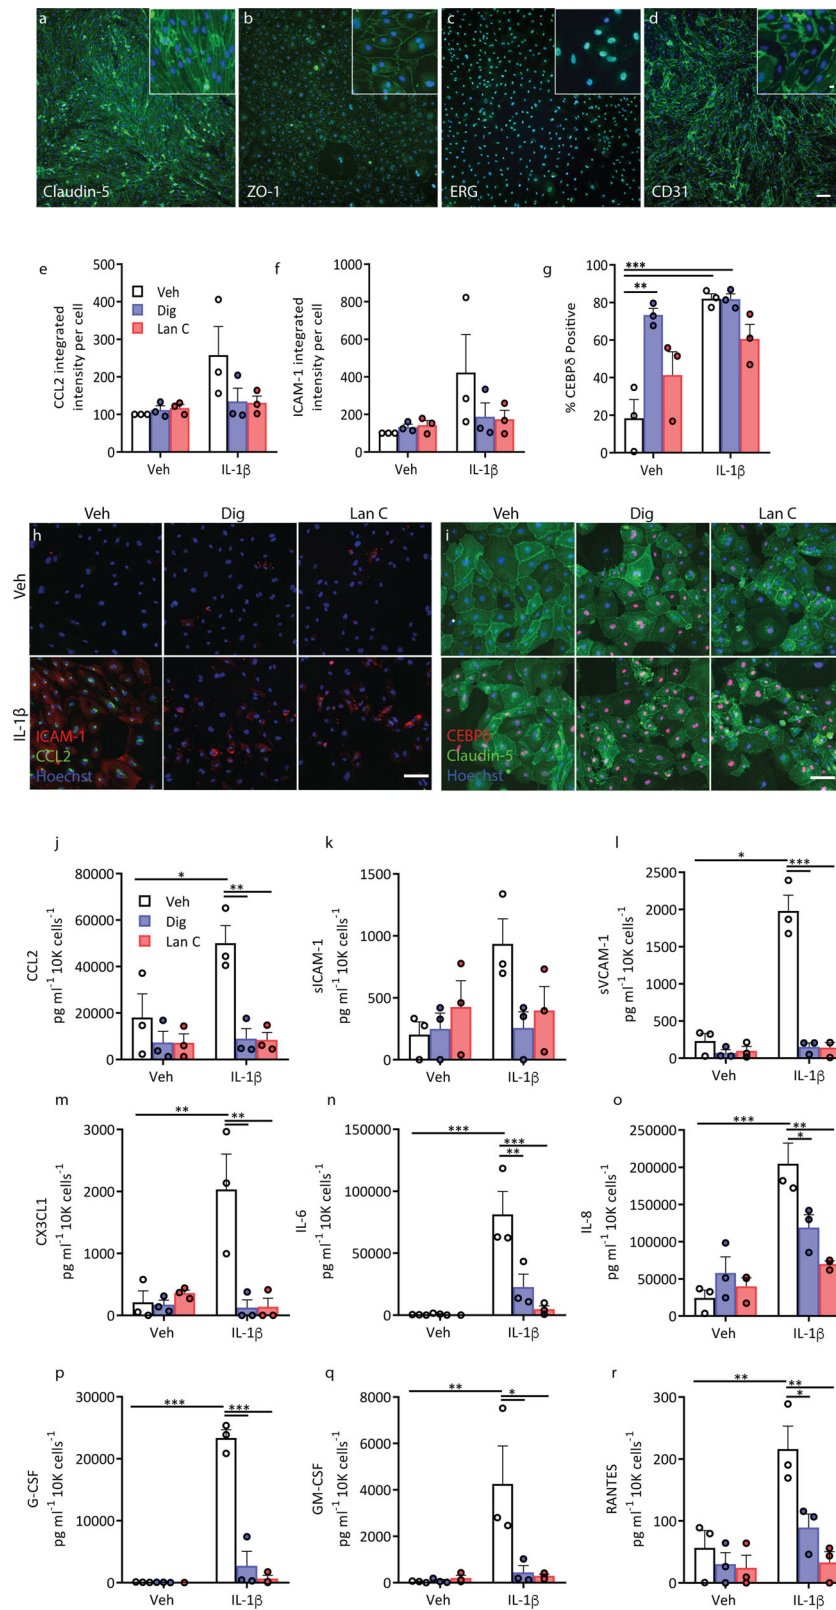 a b c d
Claudin-5 ZO-1 ERG CD31
e f g
500
400
300
200
100
0
CCL2 integrated
intensity per cell
Veh
Dig
Lan C
Veh IL-1β
1000
800
600
400
200
0
ICAM-1 integrated
intensity per cell
Veh IL-1β
100
80
60
40
20
0
% CEBPδ Positive
***
**
Veh IL-1β
Veh Dig Lan C Veh Dig Lan C
h i
Veh
IL-1β
ICAM-1
CCL2
Hoechst
CEBPδ
Claudin-5
Hoechst
j k l
80000
60000
40000
20000
0
CCL2
pg ml⁻¹ 10K cells⁻¹
*
**
Veh
Dig
Lan C
Veh IL-1β
1500
1000
500
0
sICAM-1
pg ml⁻¹ 10K cells⁻¹
Veh IL-1β
2500
2000
1500
1000
500
0
sVCAM-1
pg ml⁻¹ 10K cells⁻¹
* ***
Veh IL-1β
m n o
3000
2000
1000
0
CX3CL1
pg ml⁻¹ 10K cells⁻¹
** **
Veh IL-1β
150000
100000
50000
0
IL-6
pg ml⁻¹ 10K cells⁻¹
***
***
**
Veh IL-1β
250000
200000
150000
100000
50000
0
IL-8
pg ml⁻¹ 10K cells⁻¹
*** **
*
Veh IL-1β
p q r
30000
20000
10000
0
G-CSF
pg ml⁻¹ 10K cells⁻¹
*** ***
Veh IL-1β
8000
6000
4000
2000
0
GM-CSF
pg ml⁻¹ 10K cells⁻¹
** *
Veh IL-1β
300
200
100
0
RANTES
pg ml⁻¹ 10K cells⁻¹
** **
*
Veh IL-1β